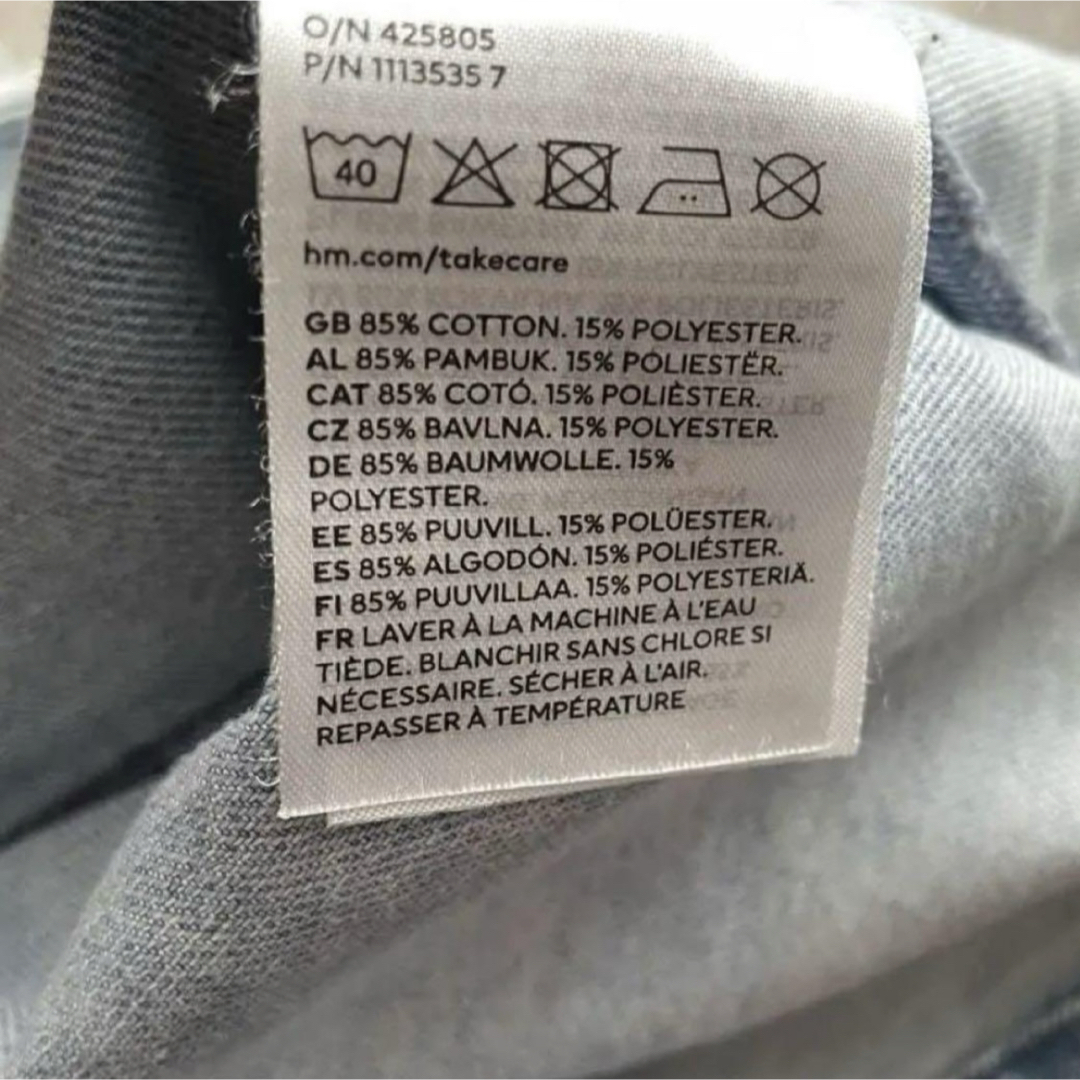 O/N 425805
P/N 1113535 7
40
hm.com/takecare
GB 85% COTTON. 15% POLYESTER.
AL 85% PAMBUK. 15% PÓLIESTËR.
CAT 85% COTÓ. 15% POLIÈSTER.
CZ 85% BAVLNA. 15% POLYESTER.
DE 85% BAUMWOLLE. 15%
POLYESTER.
EE 85% PUUVILL. 15% POLÜESTER.
ES 85% ALGODÓN. 15% POLIÉSTER.
FI 85% PUUVILLAA. 15% POLYESTERIÄ.
FR LAVER À LA MACHINE À L'EAU
TIÈDE. BLANCHIR SANS CHLORE SI
NÉCESSAIRE. SÉCHER À L'AIR.
REPASSER À TEMPÉRATURE